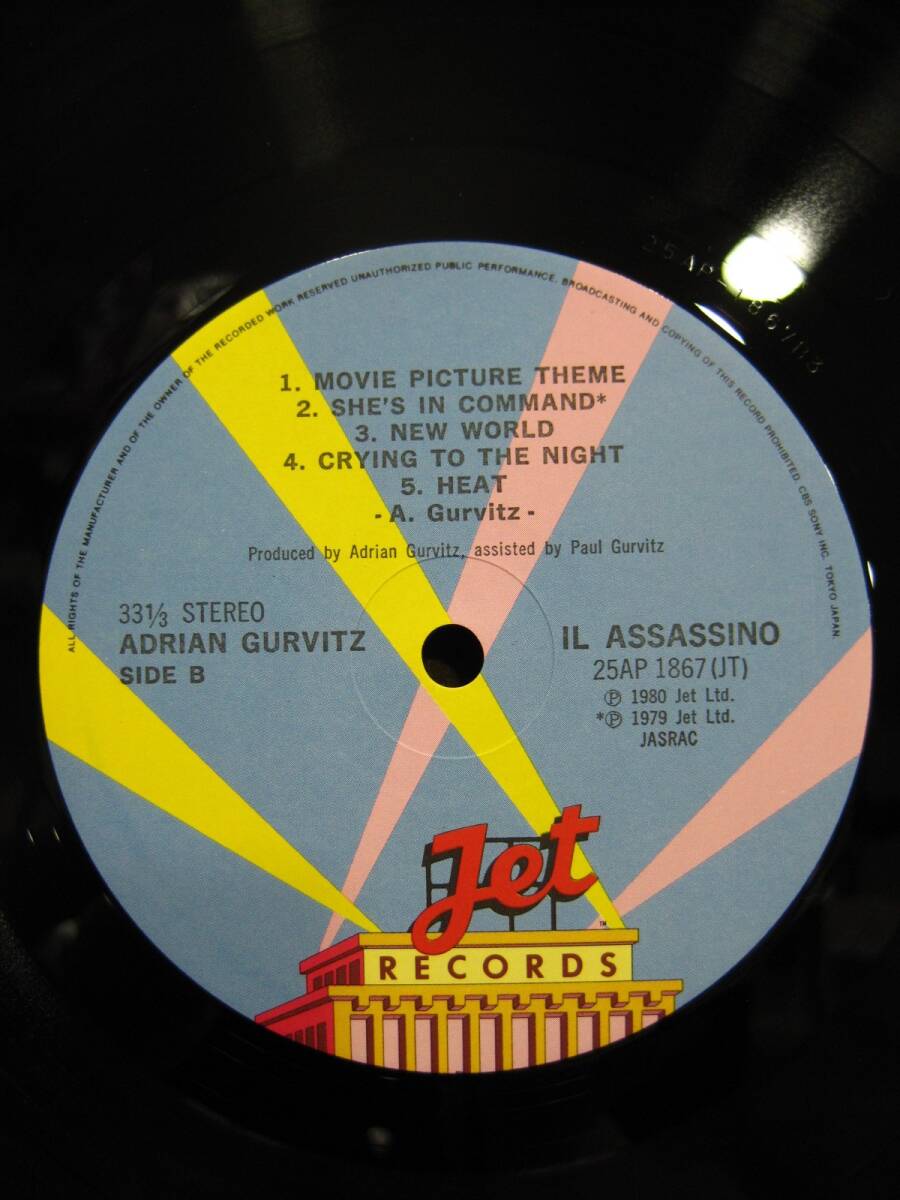 ALL RIGHTS OF THE MANUFACTURER AND OF THE OWNER OF THE RECORDED WORK RESERVED UNAUTHORIZED PUBLIC PERFORMANCE. BROADCASTING AND COPYING OF THIS RECORD PROHIBITED. CBS SONY INC. TOKYO JAPAN.
1. MOVIE PICTURE THEME
2. SHE'S IN COMMAND*
3. NEW WORLD
4. CRYING TO THE NIGHT
5. HEAT
- A. Gurvitz -
Produced by Adrian Gurvitz, assisted by Paul Gurvitz
33⅓ STEREO
ADRIAN GURVITZ
SIDE B
IL ASSASSINO
25AP 1867(JT)
Ⓟ 1980 Jet Ltd.
*Ⓟ 1979 Jet Ltd.
JASRAC
Jet
RECORDS
TM